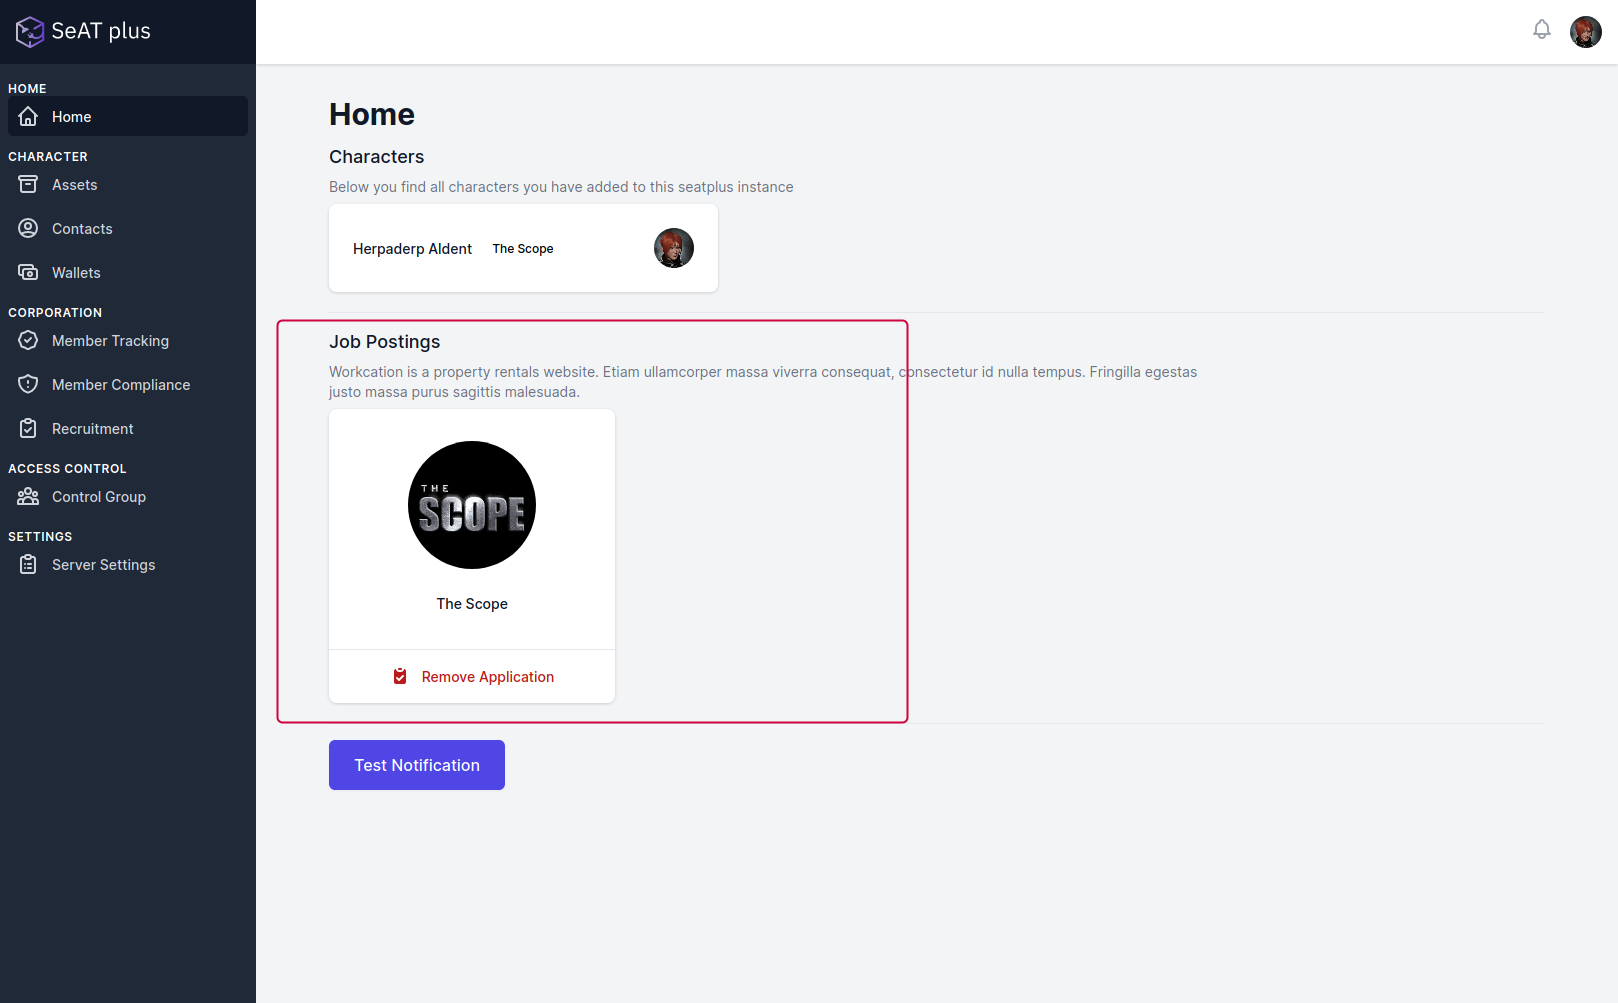 SeAT plus
HOME
Home
CHARACTER
Assets
Contacts
Wallets
CORPORATION
Member Tracking
Member Compliance
Recruitment
ACCESS CONTROL
Control Group
SETTINGS
Server Settings
Home
Characters
Below you find all characters you have added to this seatplus instance
Herpaderp Aldent The Scope
Job Postings
Workcation is a property rentals website. Etiam ullamcorper massa viverra consequat, consectetur id nulla tempus. Fringilla egestas
justo massa purus sagittis malesuada.
THE
SCOPE
The Scope
Remove Application
Test Notification